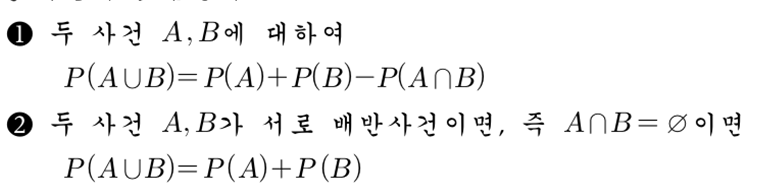 ❶ 두 사건 A, B에 대하여
P(A∪B)=P(A)+P(B)−P(A∩B)
❷ 두 사건 A, B가 서로 배반사건이면, 즉 A∩B=∅이면
P(A∪B)=P(A)+P(B)